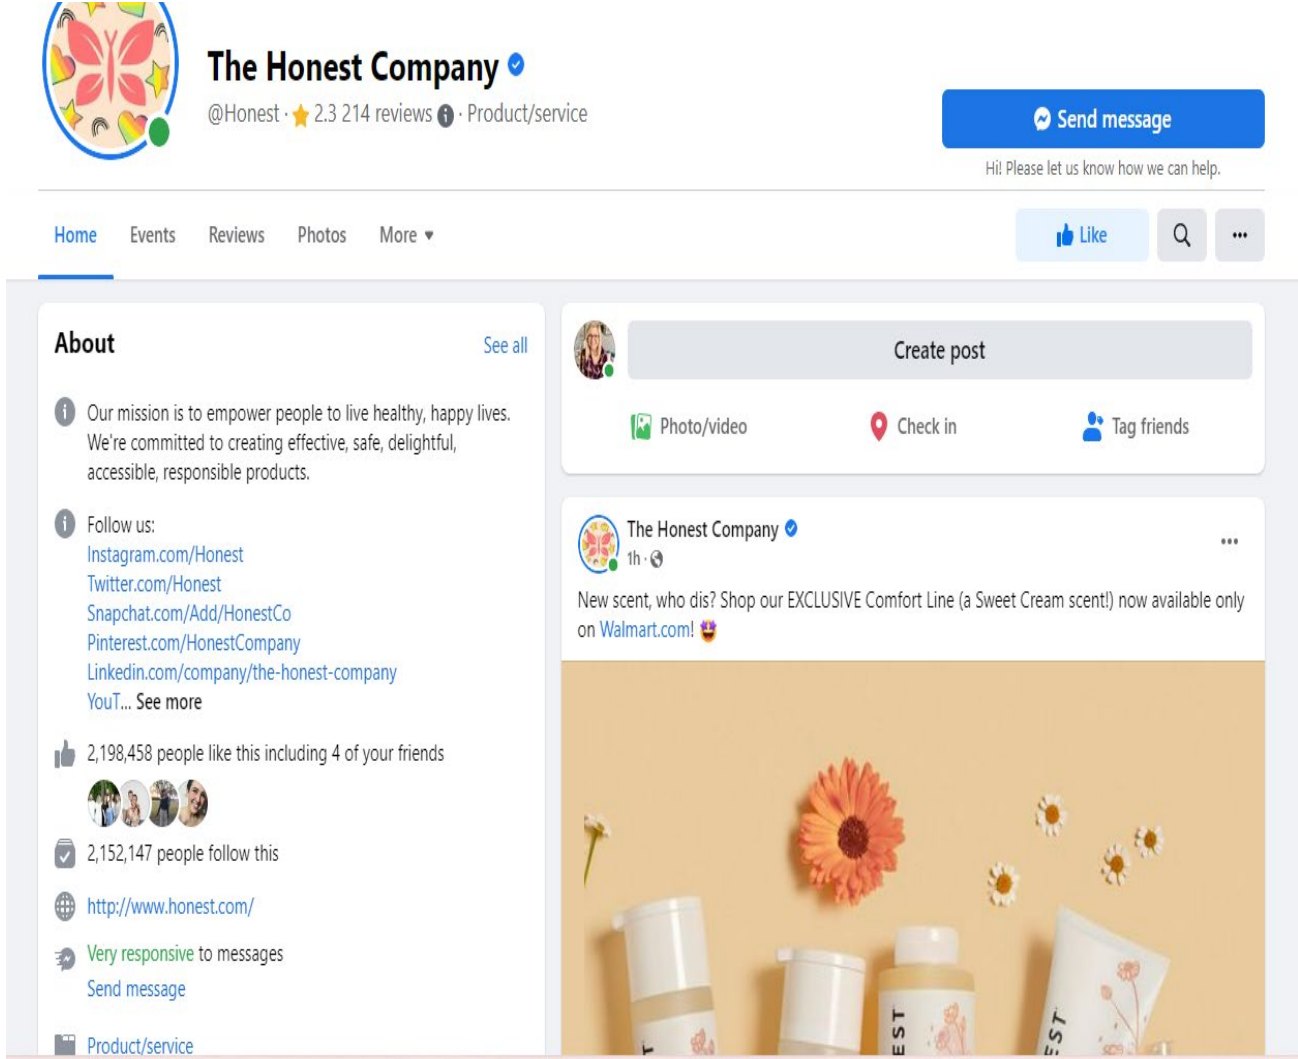 The Honest Company
@Honest · 2.3 214 reviews · Product/service
Send message
Hi! Please let us know how we can help.
Home Events Reviews Photos More
Like
About
See all
Our mission is to empower people to live healthy, happy lives.
We're committed to creating effective, safe, delightful,
accessible, responsible products.
Follow us:
Instagram.com/Honest
Twitter.com/Honest
Snapchat.com/Add/HonestCo
Pinterest.com/HonestCompany
Linkedin.com/company/the-honest-company
YouT... See more
2,198,458 people like this including 4 of your friends
2,152,147 people follow this
http://www.honest.com/
Very responsive to messages
Send message
Product/service
Create post
Photo/video Check in Tag friends
The Honest Company
1h ·
New scent, who dis? Shop our EXCLUSIVE Comfort Line (a Sweet Cream scent!) now available only
on Walmart.com!
EST
EST